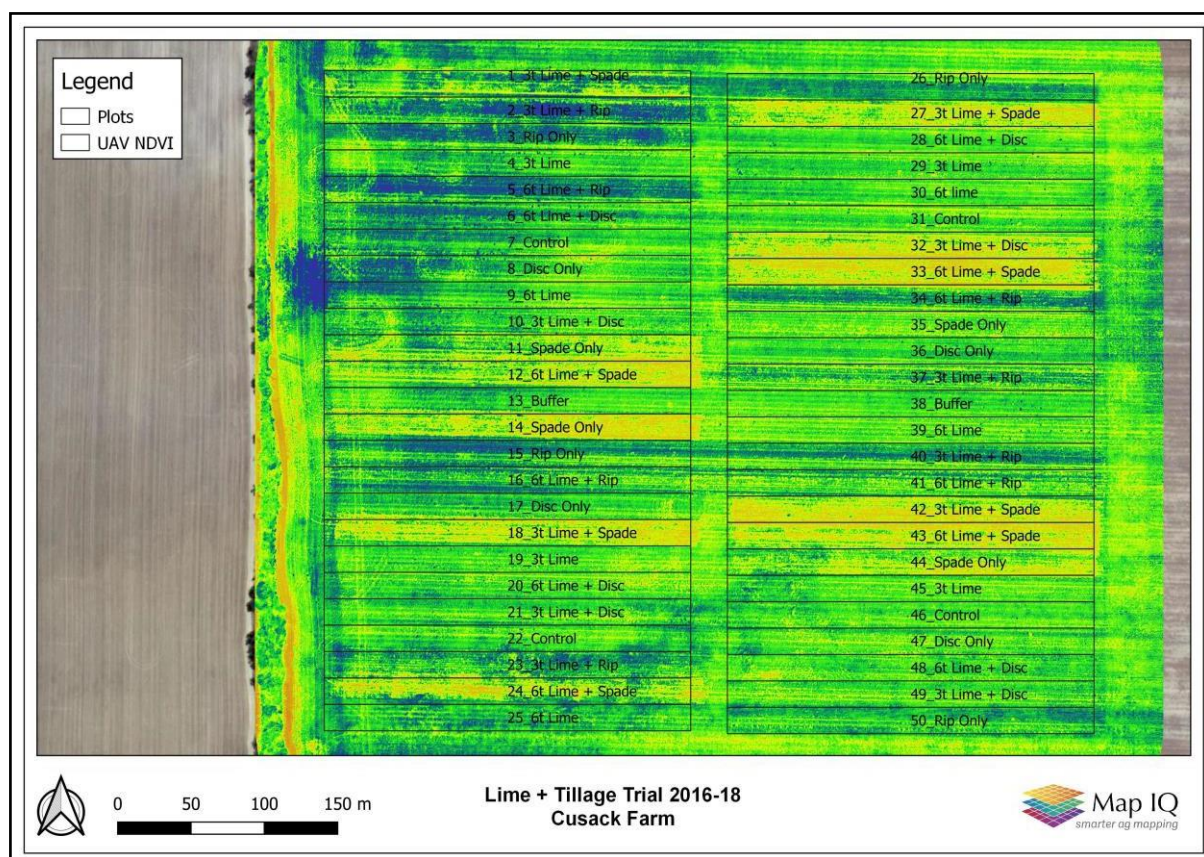 Legend
Plots
UAV NDVI
1_3t Lime + Spade
2_3t Lime + Rip
3_Rip Only
4_3t Lime
5_6t Lime + Rip
6_6t Lime + Disc
7_Control
8_Disc Only
9_6t Lime
10_3t Lime + Disc
11_Spade Only
12_6t Lime + Spade
13_Buffer
14_Spade Only
15_Rip Only
16_6t Lime + Rip
17_Disc Only
18_3t Lime + Spade
19_3t Lime
20_6t Lime + Disc
21_3t Lime + Disc
22_Control
23_3t Lime + Rip
24_6t Lime + Spade
25_6t Lime
26_Rip Only
27_3t Lime + Spade
28_6t Lime + Disc
29_3t Lime
30_6t lime
31_Control
32_3t Lime + Disc
33_6t Lime + Spade
34_6t Lime + Rip
35_Spade Only
36_Disc Only
37_3t Lime + Rip
38_Buffer
39_6t Lime
40_3t Lime + Rip
41_6t Lime + Rip
42_3t Lime + Spade
43_6t Lime + Spade
44_Spade Only
45_3t Lime
46_Control
47_Disc Only
48_6t Lime + Disc
49_3t Lime + Disc
50_Rip Only
0 50 100 150 m
Lime + Tillage Trial 2016-18
Cusack Farm
Map IQ
smarter ag mapping